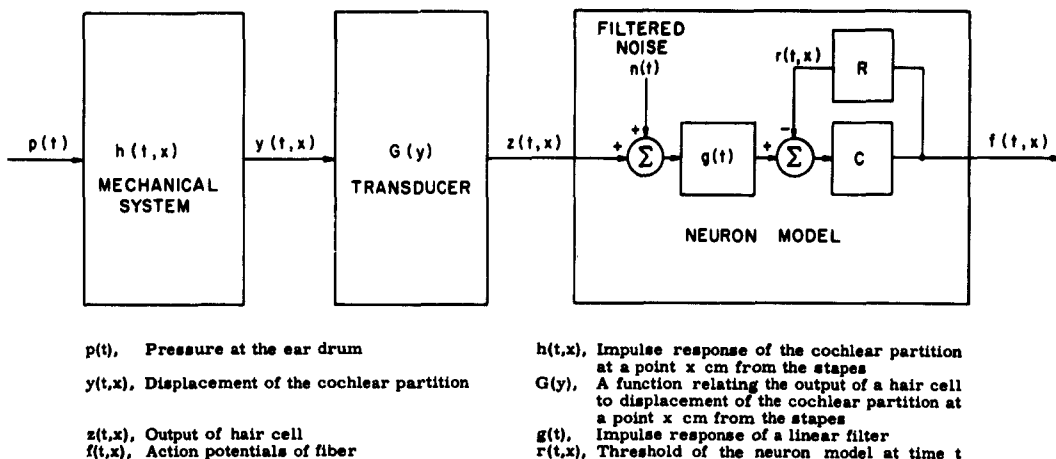 FILTERED
NOISE
n(t)
r(t,x)
R
p(t)
h(t,x)
y(t,x)
G(y)
z(t,x)
+
+
Σ
g(t)
+
−
Σ
C
f(t,x)
MECHANICAL
SYSTEM
TRANSDUCER
NEURON MODEL
p(t), Pressure at the ear drum
y(t,x), Displacement of the cochlear partition
z(t,x), Output of hair cell
f(t,x), Action potentials of fiber
h(t,x), Impulse response of the cochlear partition
at a point x cm from the stapes
G(y), A function relating the output of a hair cell
to displacement of the cochlear partition at
a point x cm from the stapes
g(t), Impulse response of a linear filter
r(t,x), Threshold of the neuron model at time t